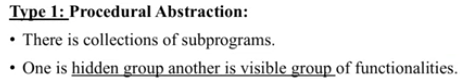 Type 1: Procedural Abstraction:
• There is collections of subprograms.
• One is hidden group another is visible group of functionalities.